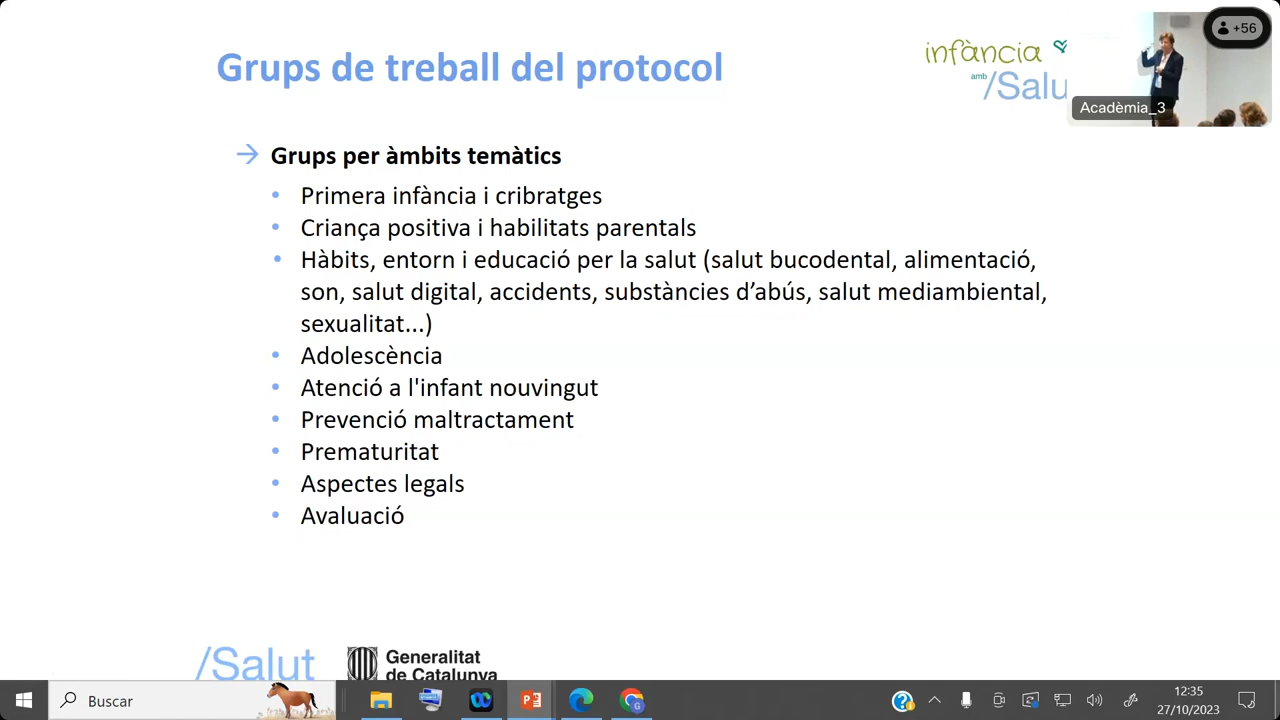 Grups de treball del protocol
infància
amb
/Salu
+56
Acadèmia_3
Grups per àmbits temàtics
Primera infància i cribratges
Criança positiva i habilitats parentals
Hàbits, entorn i educació per la salut (salut bucodental, alimentació,
son, salut digital, accidents, substàncies d’abús, salut mediambiental,
sexualitat...)
Adolescència
Atenció a l'infant nouvingut
Prevenció maltractament
Prematuritat
Aspectes legals
Avaluació
/Salut
Generalitat
de Catalunya
Buscar
12:35
27/10/2023